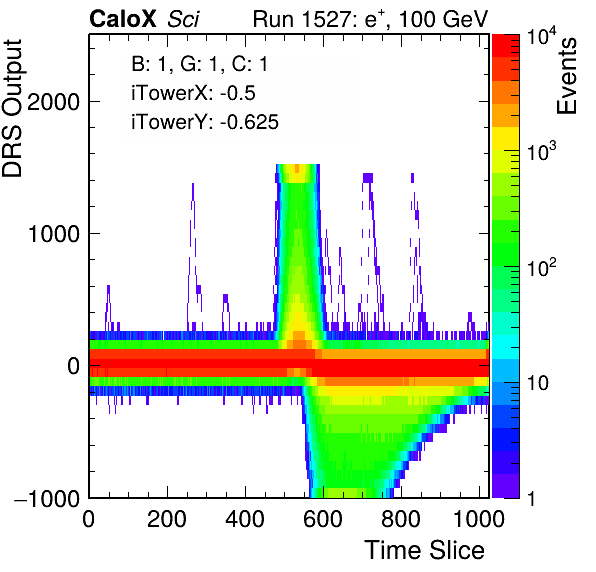 CaloX Sci Run 1527: e⁺, 100 GeV
B: 1, G: 1, C: 1
iTowerX: -0.5
iTowerY: -0.625
DRS Output
2000
1000
0
−1000
0 200 400 600 800 1000
Time Slice
Events
10⁴
10³
10²
10
1